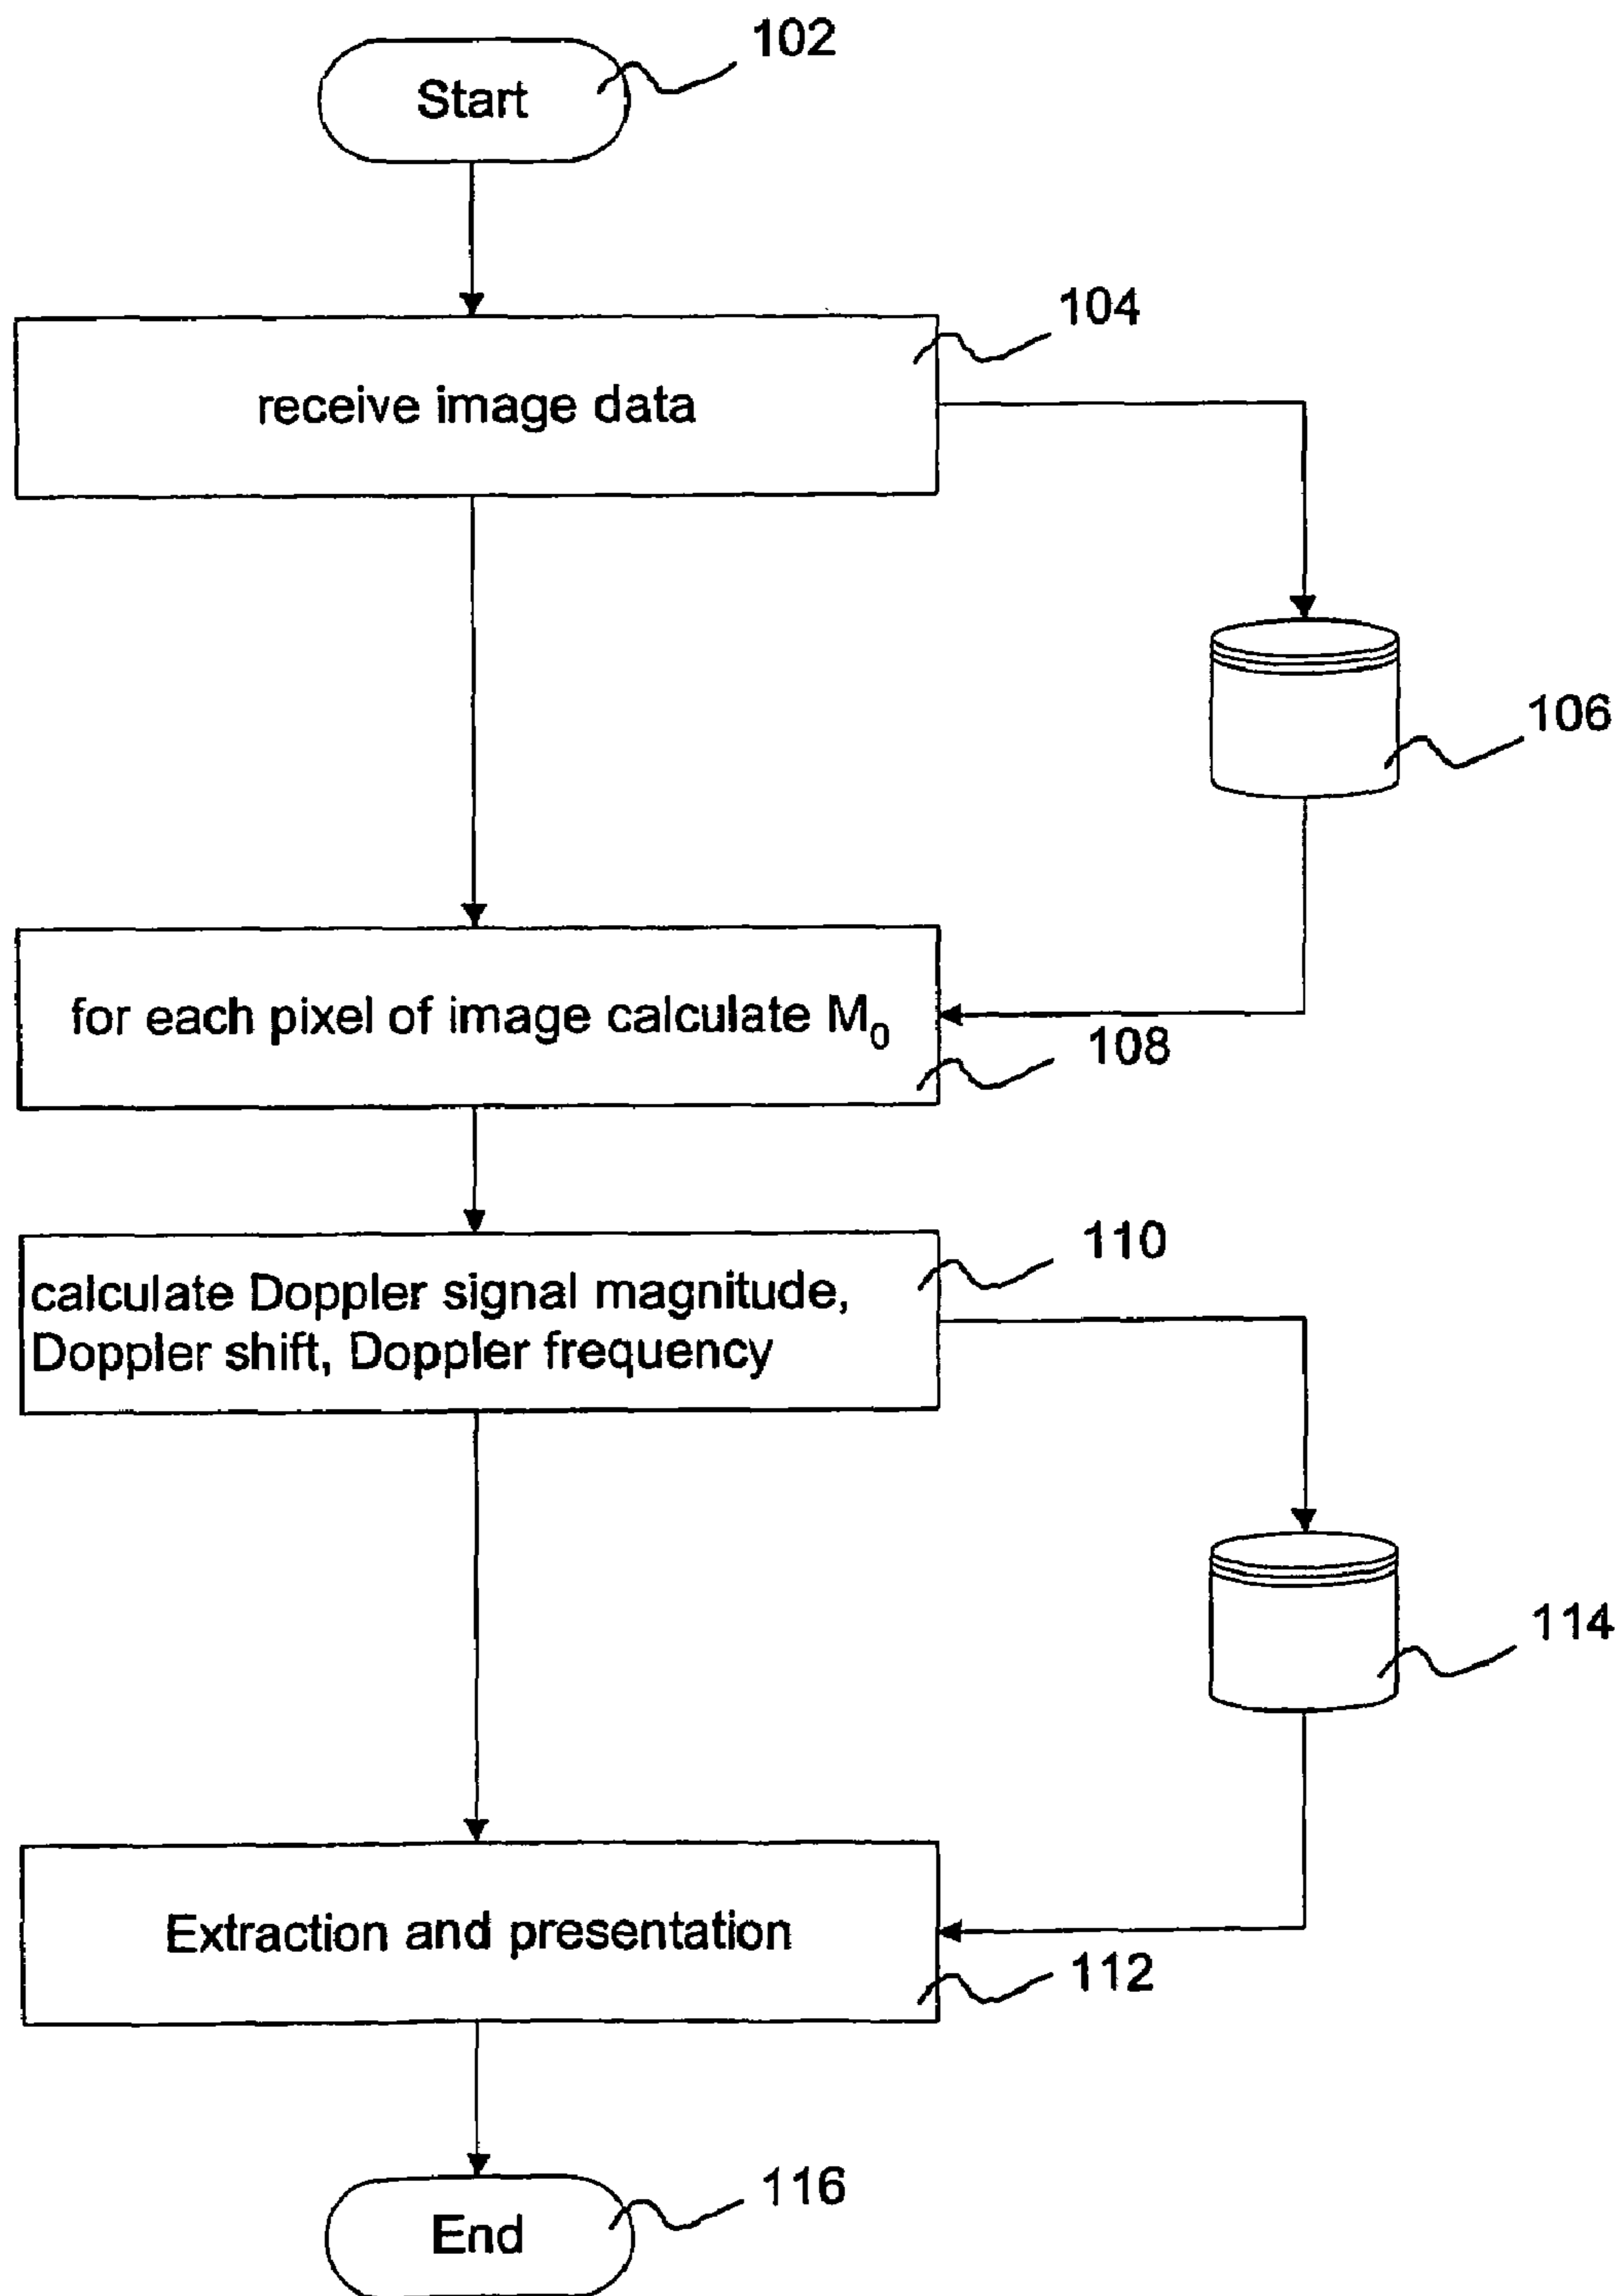 102
Start
104
receive image data
106
for each pixel of image calculate M₀
108
110
calculate Doppler signal magnitude,
Doppler shift, Doppler frequency
114
Extraction and presentation
112
116
End